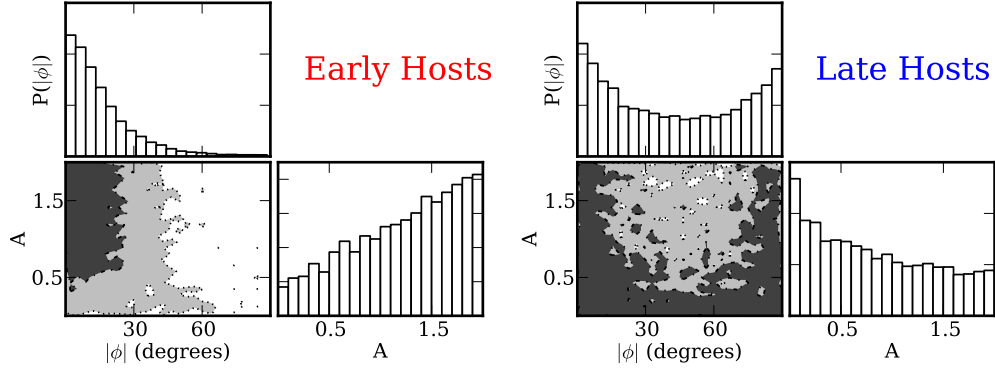 P(|ϕ|)
Early Hosts
P(|ϕ|)
Late Hosts
A
1.5
0.5
30 60
|ϕ| (degrees)
0.5 1.5
A
A
1.5
0.5
30 60
|ϕ| (degrees)
0.5 1.5
A